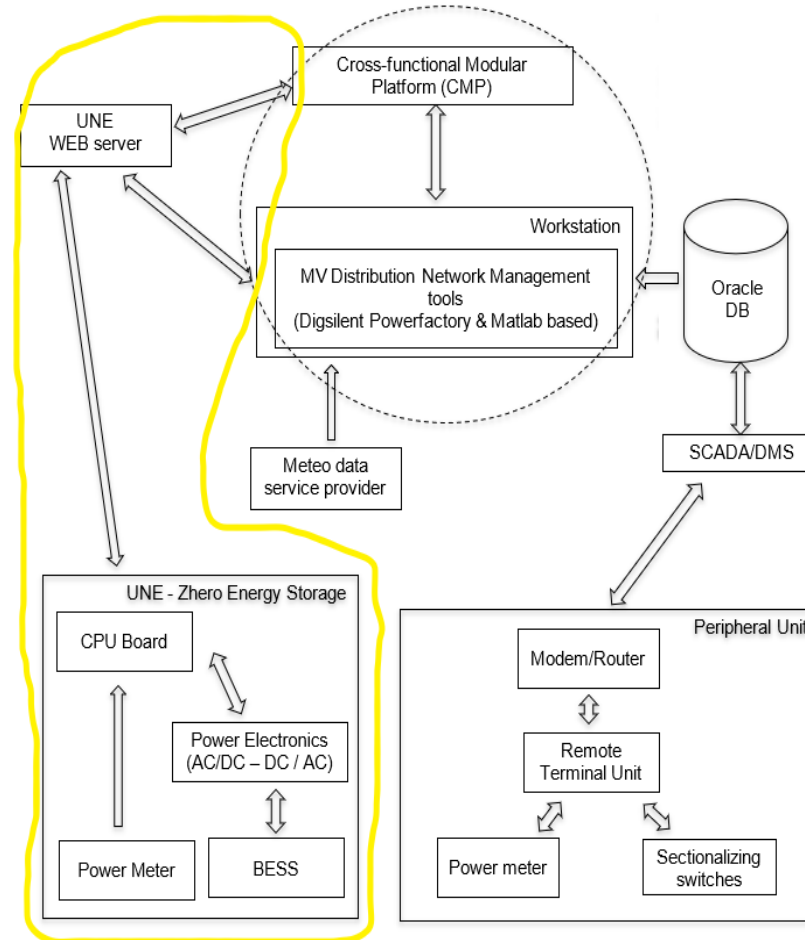 Cross-functional Modular
Platform (CMP)
UNE
WEB server
Workstation
MV Distribution Network Management
tools
(Digsilent Powerfactory & Matlab based)
Oracle
DB
Meteo data
service provider
SCADA/DMS
UNE - Zhero Energy Storage
CPU Board
Power Electronics
(AC/DC – DC / AC)
Power Meter
BESS
Peripheral Unit
Modem/Router
Remote
Terminal Unit
Power meter
Sectionalizing
switches